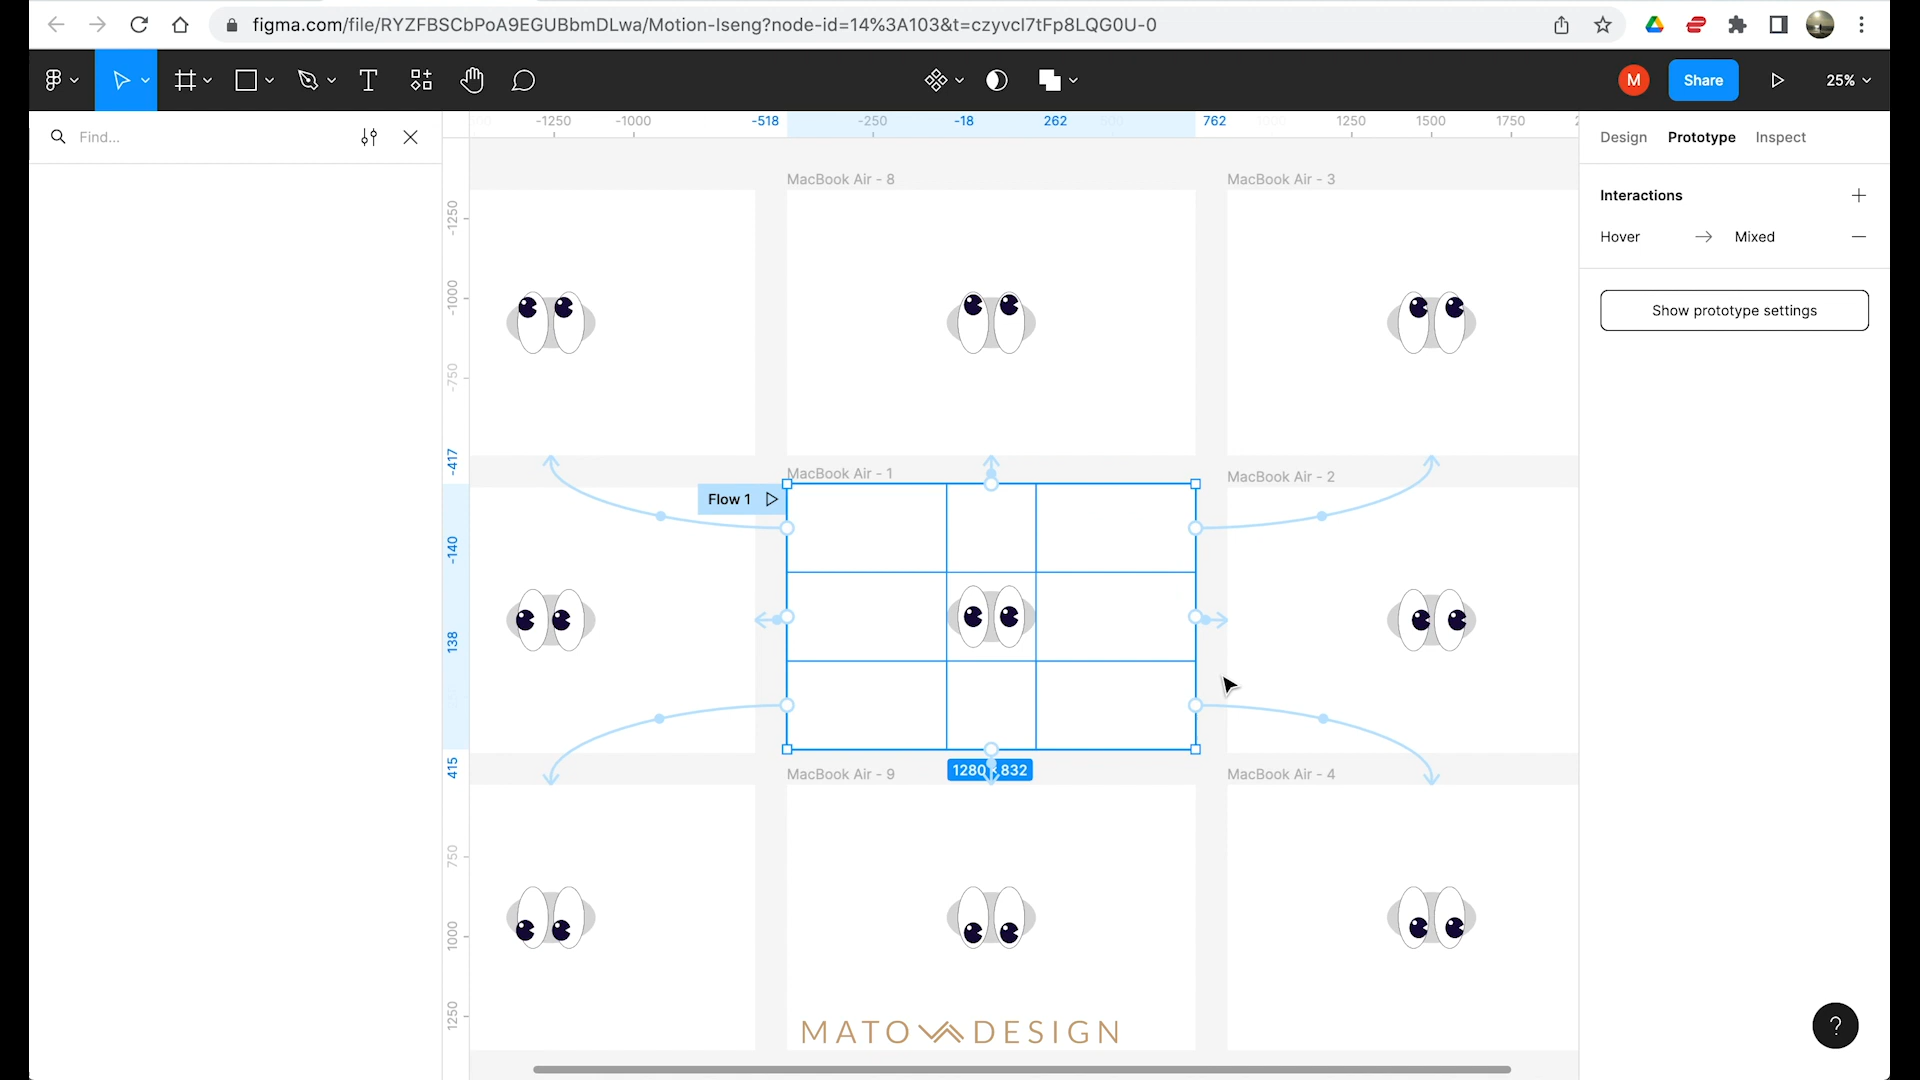 figma.com/file/RYZFBSCbPoA9EGUBbmDLwa/Motion-Iseng?node-id=14%3A103&t=czyvcI7tFp8LQG0U-0
M
Share
25%
Find...
-1250
-1000
-518
-250
-18
262
762
1250
1500
1750
Design
Prototype
Inspect
MacBook Air - 8
MacBook Air - 3
Interactions
-1250
Hover
Mixed
-1000
Show prototype settings
-750
-417
MacBook Air - 1
MacBook Air - 2
Flow 1
-140
138
415
MacBook Air - 9
1280 832
MacBook Air - 4
750
1000
1250
MATO DESIGN
?